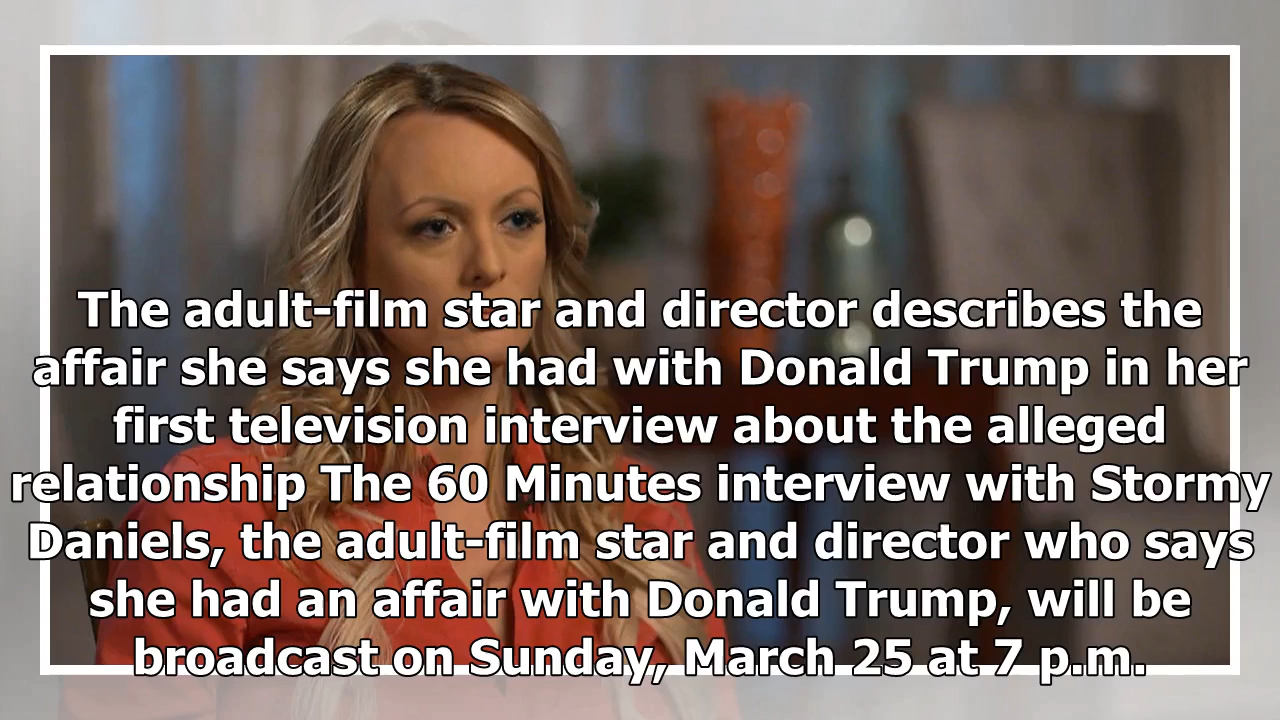 The adult-film star and director describes the
affair she says she had with Donald Trump in her
first television interview about the alleged
relationship The 60 Minutes interview with Stormy
Daniels, the adult-film star and director who says
she had an affair with Donald Trump, will be
broadcast on Sunday, March 25 at 7 p.m.